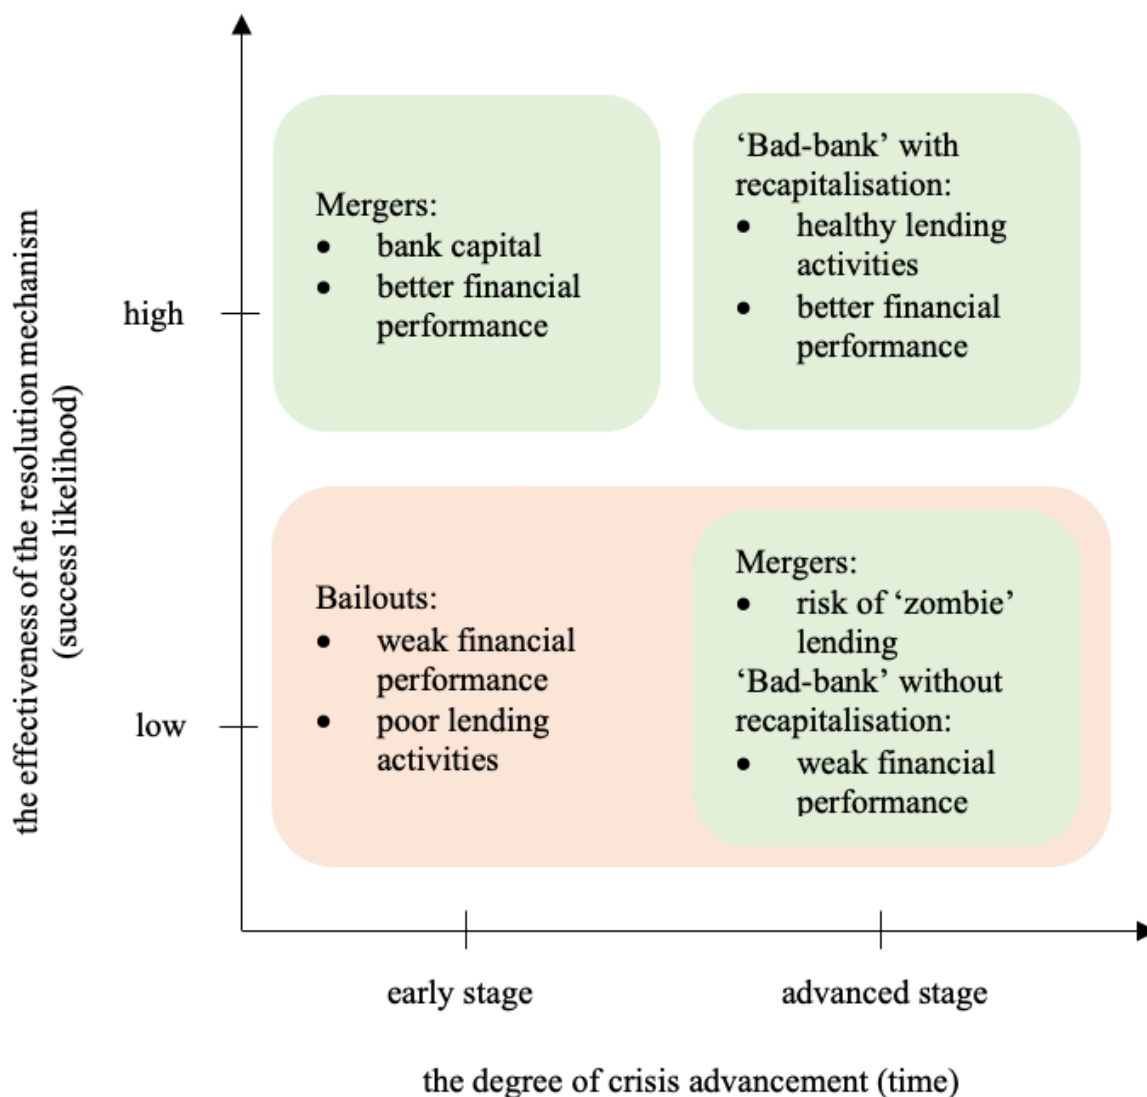 the effectiveness of the resolution mechanism
(success likelihood)
high
low
Mergers:
• bank capital
• better financial
performance
‘Bad-bank’ with
recapitalisation:
• healthy lending
activities
• better financial
performance
Bailouts:
• weak financial
performance
• poor lending
activities
Mergers:
• risk of ‘zombie’
lending
‘Bad-bank’ without
recapitalisation:
• weak financial
performance
early stage
advanced stage
the degree of crisis advancement (time)